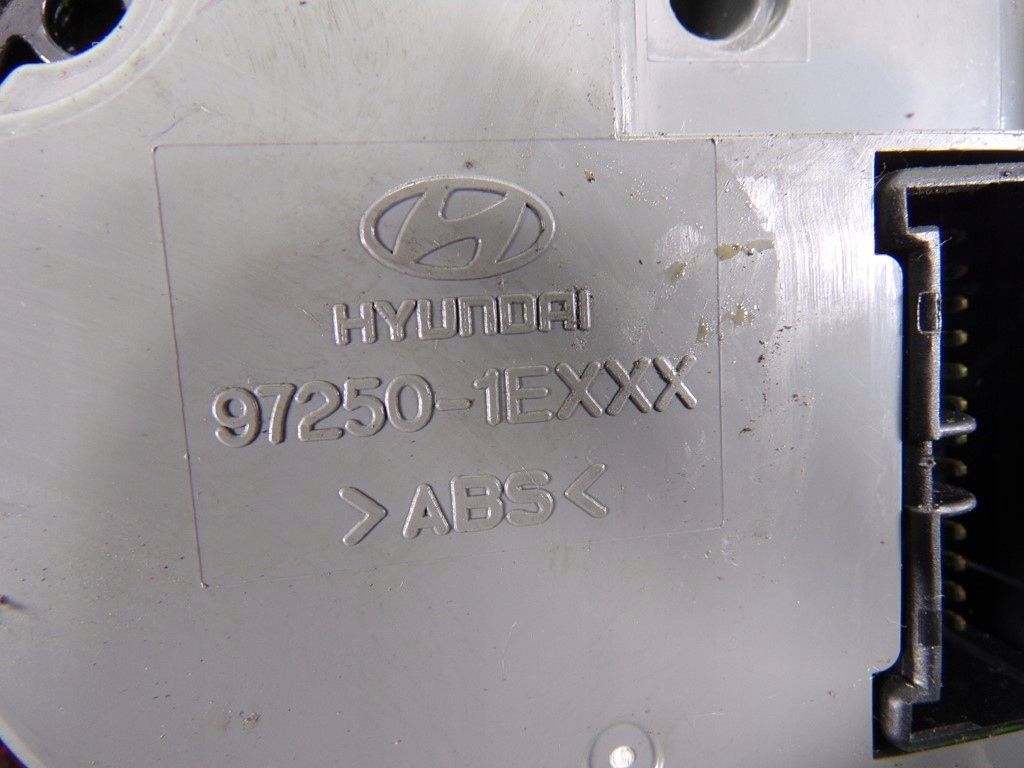 HYUNDAI
97250-1EXXX
>ABS<